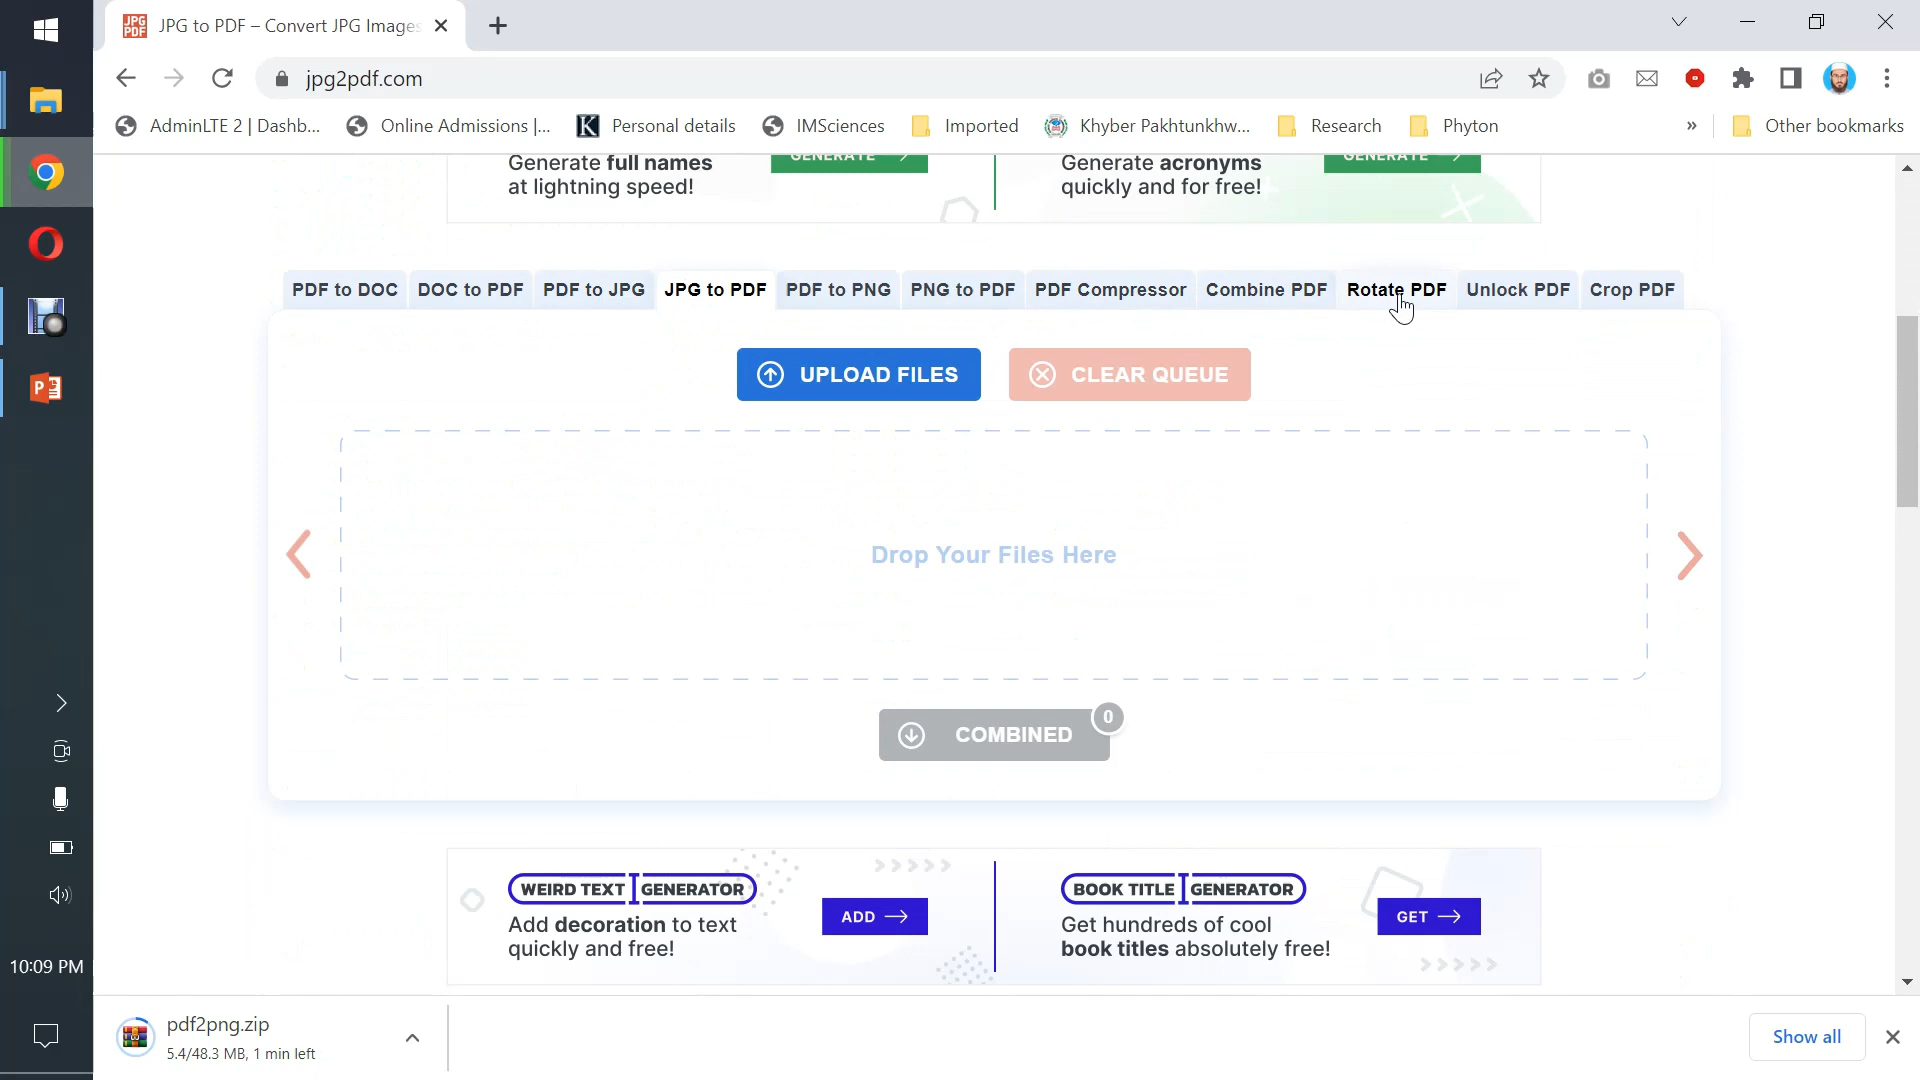 JPG PDF JPG to PDF – Convert JPG Images
jpg2pdf.com
AdminLTE 2 | Dashb... Online Admissions |... K Personal details IMSciences Imported Khyber Pakhtunkhw... Research Phyton » Other bookmarks
Generate full names
at lightning speed!
GENERATE
Generate acronyms
quickly and for free!
GENERATE
PDF to DOC DOC to PDF PDF to JPG JPG to PDF PDF to PNG PNG to PDF PDF Compressor Combine PDF Rotate PDF Unlock PDF Crop PDF
UPLOAD FILES CLEAR QUEUE
Drop Your Files Here
COMBINED 0
WEIRD TEXT GENERATOR
Add decoration to text
quickly and free!
ADD
BOOK TITLE GENERATOR
Get hundreds of cool
book titles absolutely free!
GET
10:09 PM
pdf2png.zip
5.4/48.3 MB, 1 min left
Show all